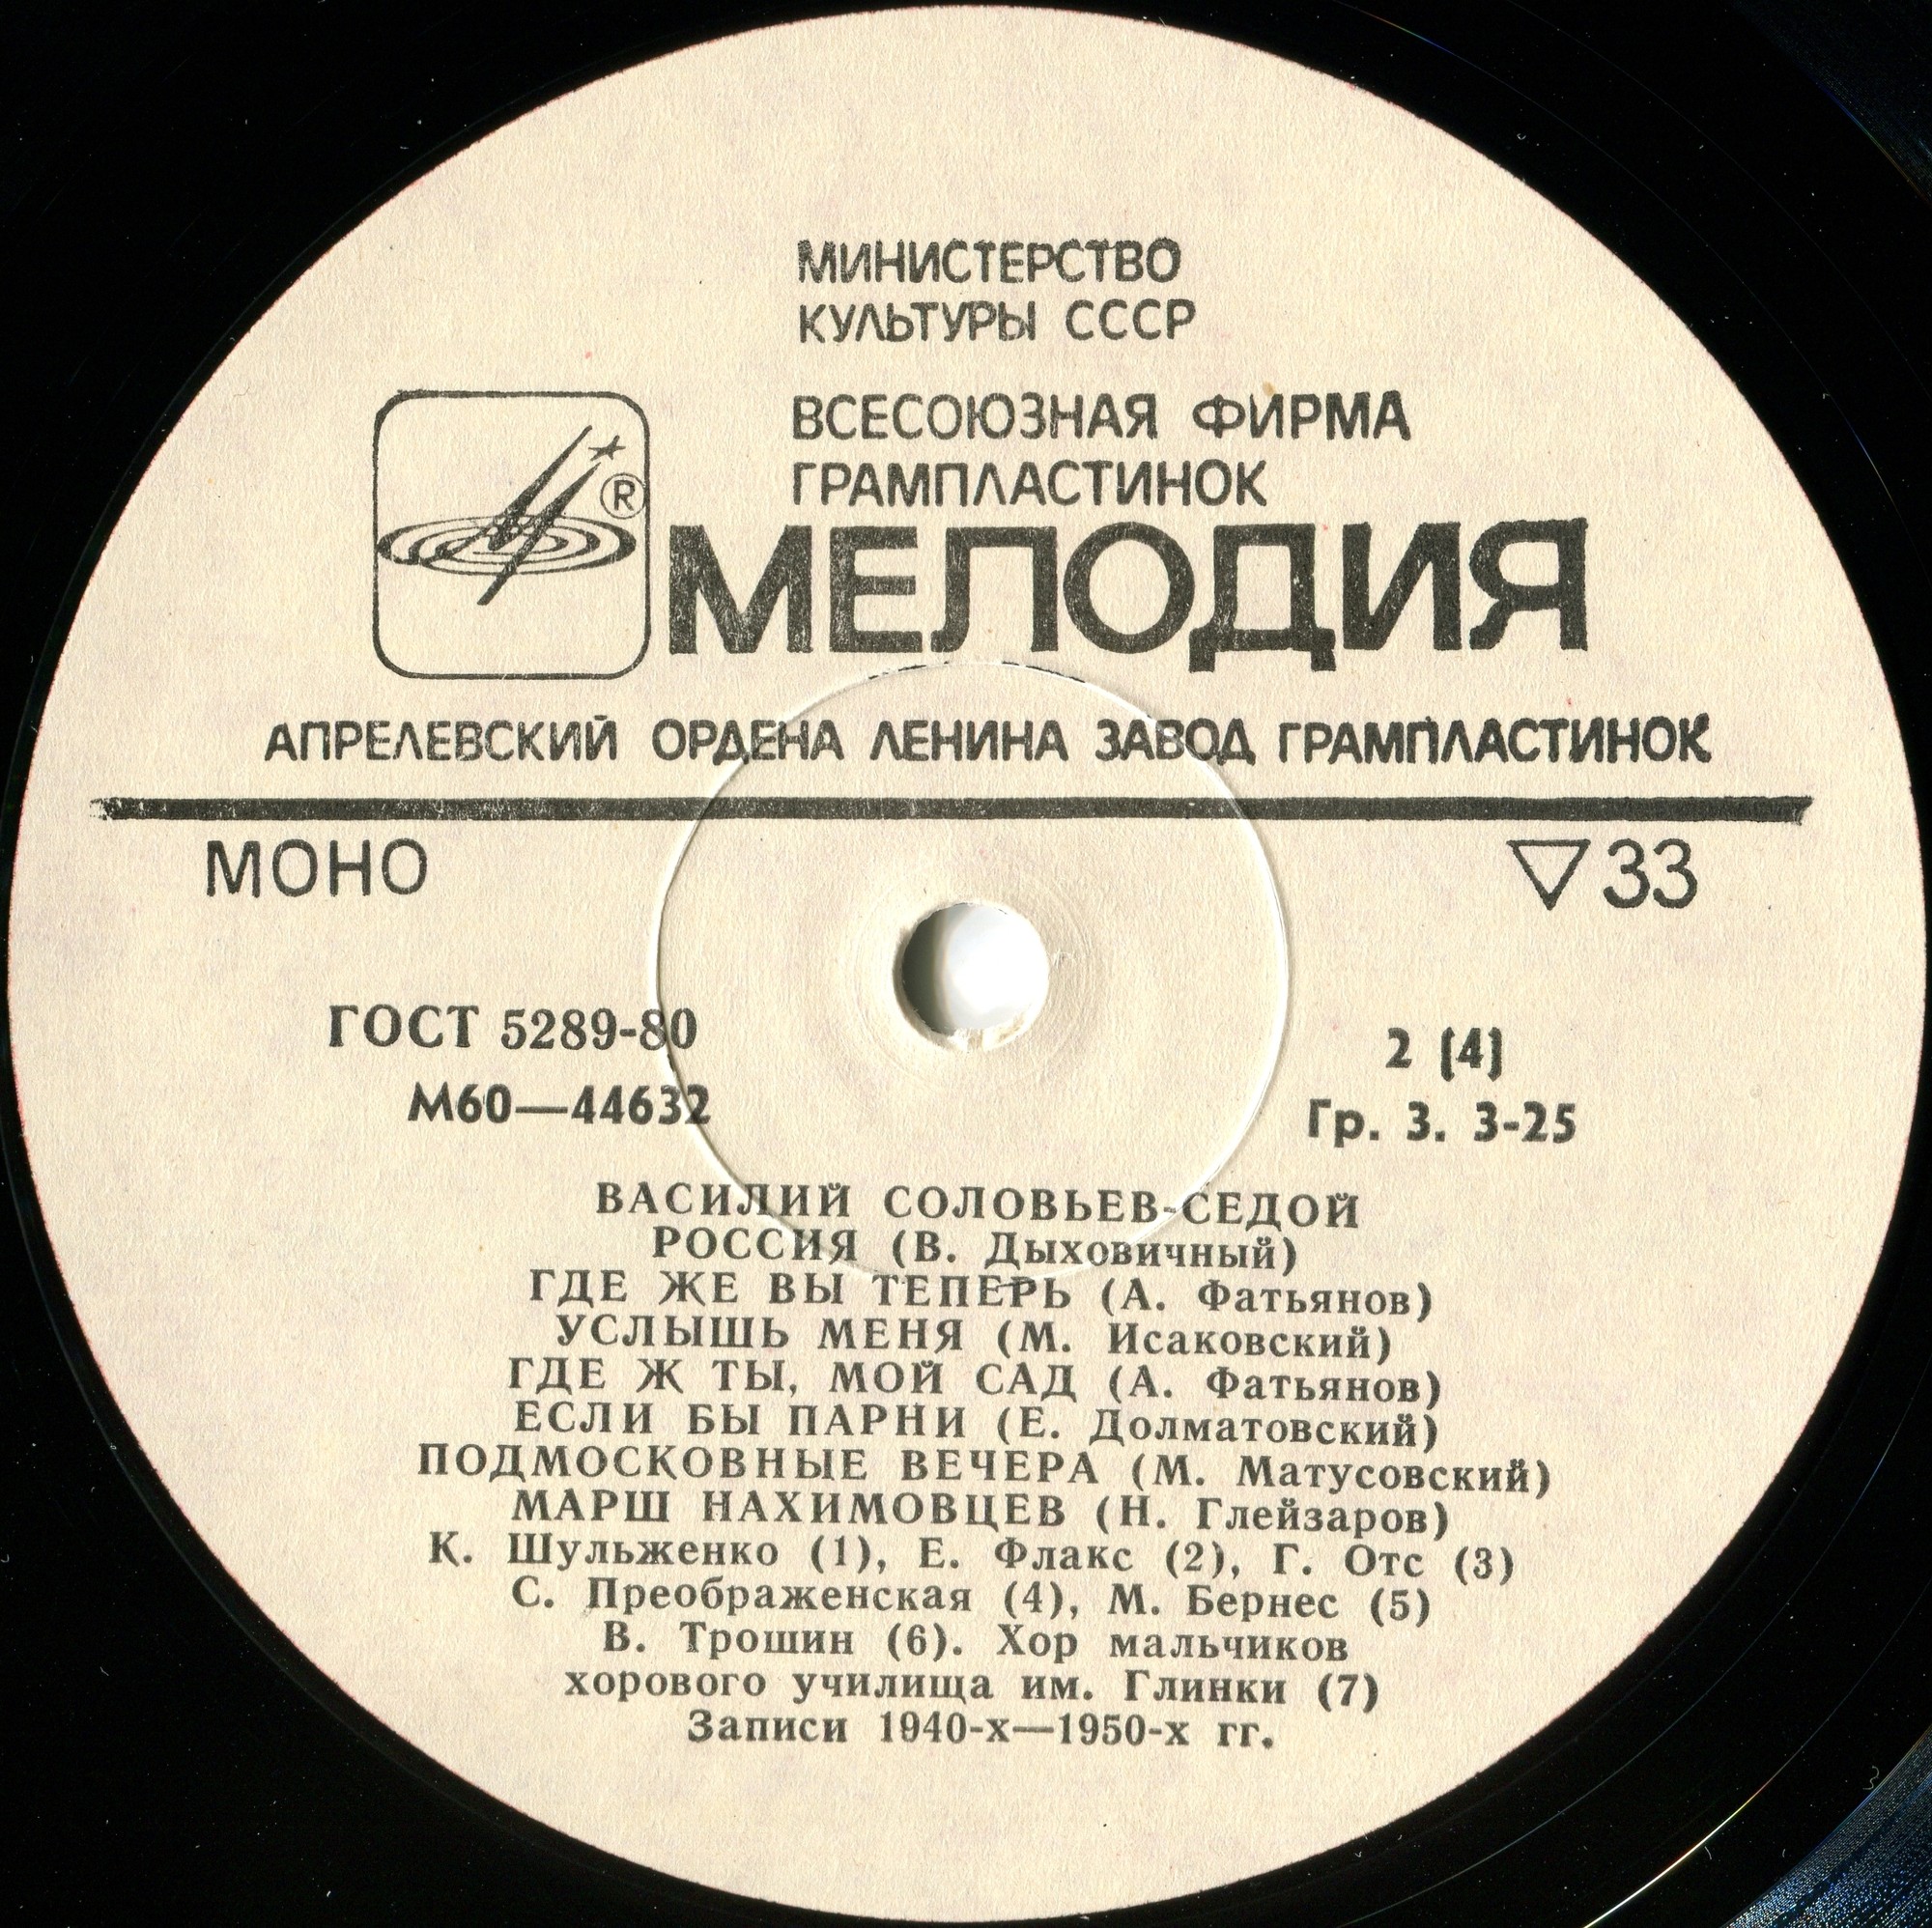 МИНИСТЕРСТВО
КУЛЬТУРЫ СССР
ВСЕСОЮЗНАЯ ФИРМА
ГРАМПЛАСТИНОК
®
МЕЛОДИЯ
АПРЕЛЕВСКИЙ ОРДЕНА ЛЕНИНА ЗАВОД ГРАМПЛАСТИНОК
МОНО
▽ 33
ГОСТ 5289-80
2 (4)
М60—44632
Гр. 3. 3-25
ВАСИЛИЙ СОЛОВЬЕВ-СЕДОЙ
РОССИЯ (В. Дыховичный)
ГДЕ ЖЕ ВЫ ТЕПЕРЬ (А. Фатьянов)
УСЛЫШЬ МЕНЯ (М. Исаковский)
ГДЕ Ж ТЫ, МОЙ САД (А. Фатьянов)
ЕСЛИ БЫ ПАРНИ (Е. Долматовский)
ПОДМОСКОВНЫЕ ВЕЧЕРА (М. Матусовский)
МАРШ НАХИМОВЦЕВ (Н. Глейзаров)
К. Шульженко (1), Е. Флакс (2), Г. Отс (3)
С. Преображенская (4), М. Бернес (5)
В. Трошин (6). Хор мальчиков
хорового училища им. Глинки (7)
Записи 1940-х—1950-х гг.